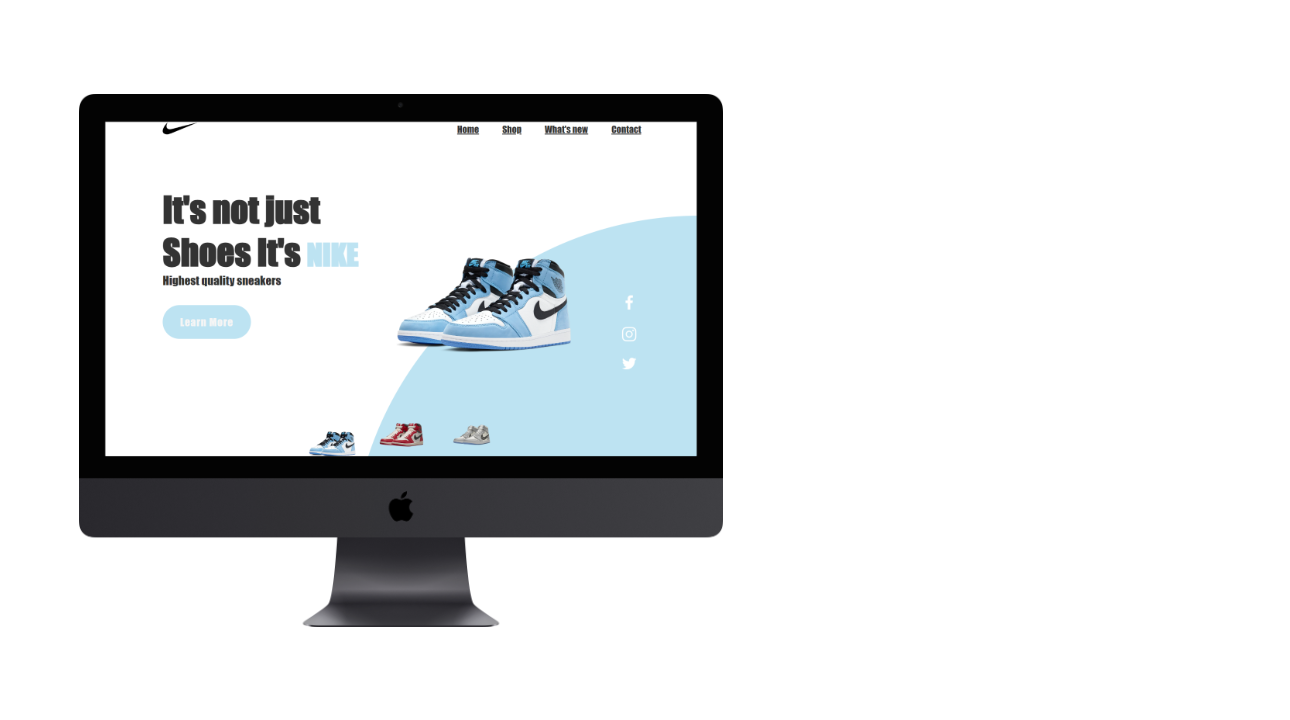 Home Shop What's new Contact
It's not just
Shoes It's NIKE
Highest quality sneakers
Learn More